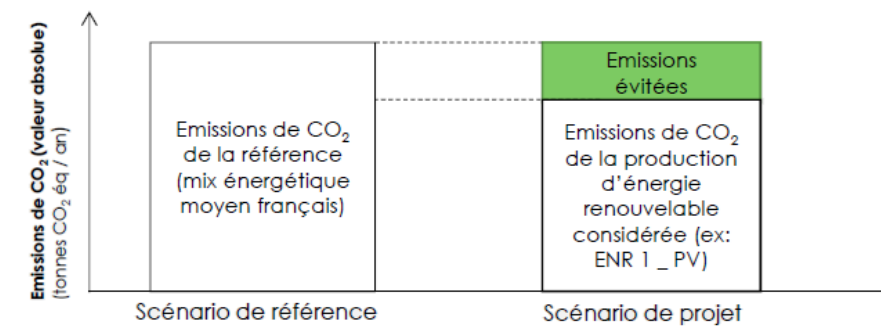 Emissions de CO₂ (valeur absolue)
(tonnes CO₂ éq / an)
Emissions de CO₂
de la référence
(mix énergétique
moyen français)
Emissions
évitées
Emissions de CO₂
de la production
d'énergie
renouvelable
considérée (ex:
ENR 1 _ PV)
Scénario de référence
Scénario de projet